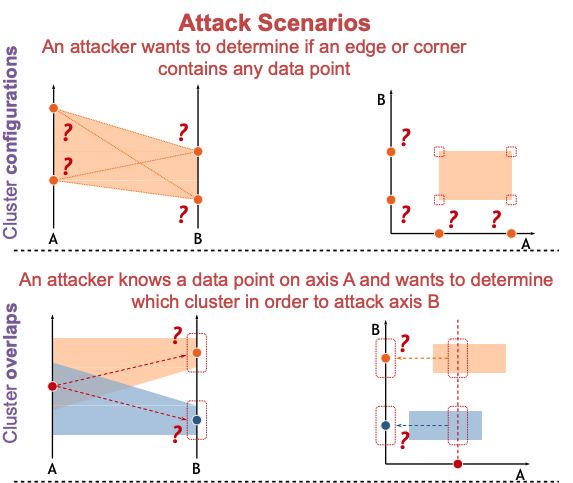 Attack Scenarios
An attacker wants to determine if an edge or corner
contains any data point
Cluster configurations
?
?
?
?
A
B
B
?
?
?
?
A
An attacker knows a data point on axis A and wants to determine
which cluster in order to attack axis B
Cluster overlaps
?
?
A
B
B
?
?
A